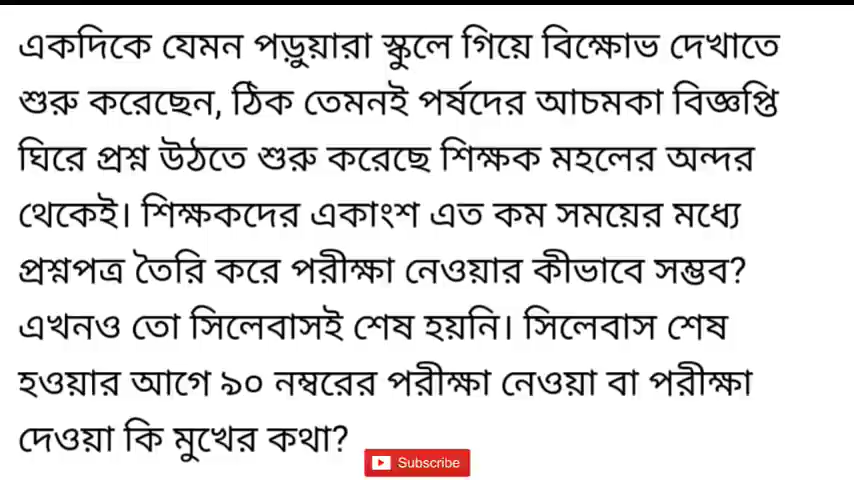 একদিকে যেমন পড়ুয়ারা স্কুলে গিয়ে বিক্ষোভ দেখাতে
শুরু করেছেন, ঠিক তেমনই পর্ষদের আচমকা বিজ্ঞপ্তি
ঘিরে প্রশ্ন উঠতে শুরু করেছে শিক্ষক মহলের অন্দর
থেকেই। শিক্ষকদের একাংশ এত কম সময়ের মধ্যে
প্রশ্নপত্র তৈরি করে পরীক্ষা নেওয়ার কীভাবে সম্ভব?
এখনও তো সিলেবাসই শেষ হয়নি। সিলেবাস শেষ
হওয়ার আগে ৯০ নম্বরের পরীক্ষা নেওয়া বা পরীক্ষা
দেওয়া কি মুখের কথা?
Subscribe